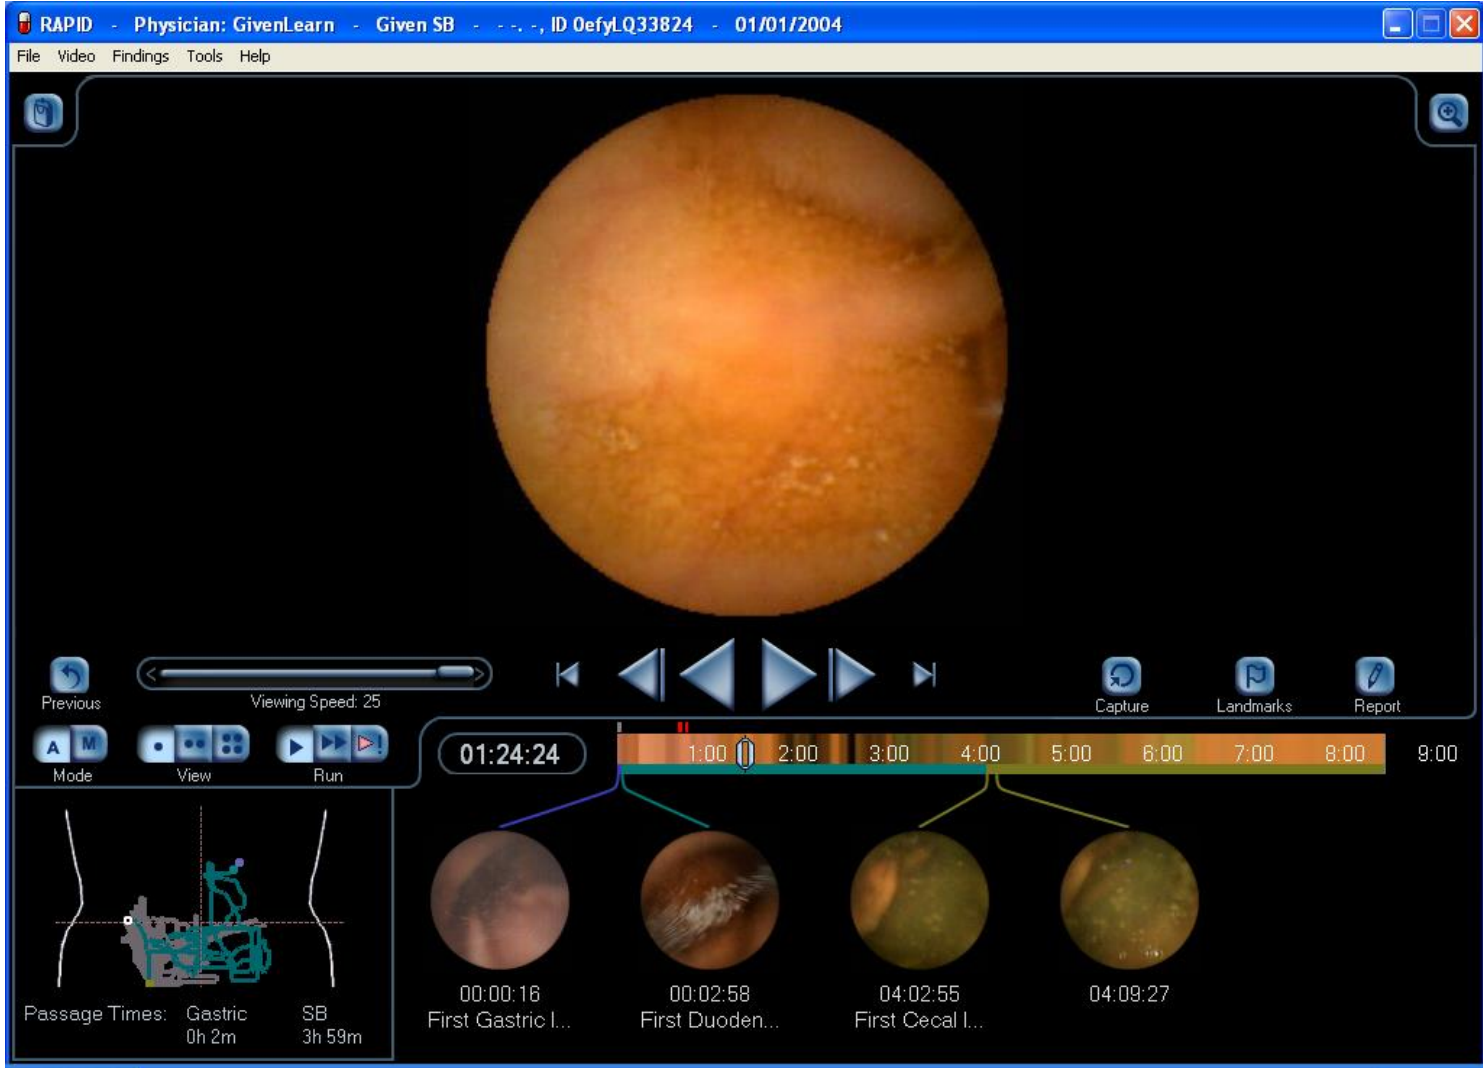 RAPID - Physician: GivenLearn - Given SB - - -. -, ID 0efyLQ33824 - 01/01/2004
File Video Findings Tools Help
Previous
Viewing Speed: 25
Capture
Landmarks
Report
A M
Mode
View
Run
01:24:24
1:00 2:00 3:00 4:00 5:00 6:00 7:00 8:00 9:00
00:00:16
First Gastric I...
00:02:58
First Duoden...
04:02:55
First Cecal I...
04:09:27
Passage Times: Gastric SB
0h 2m 3h 59m